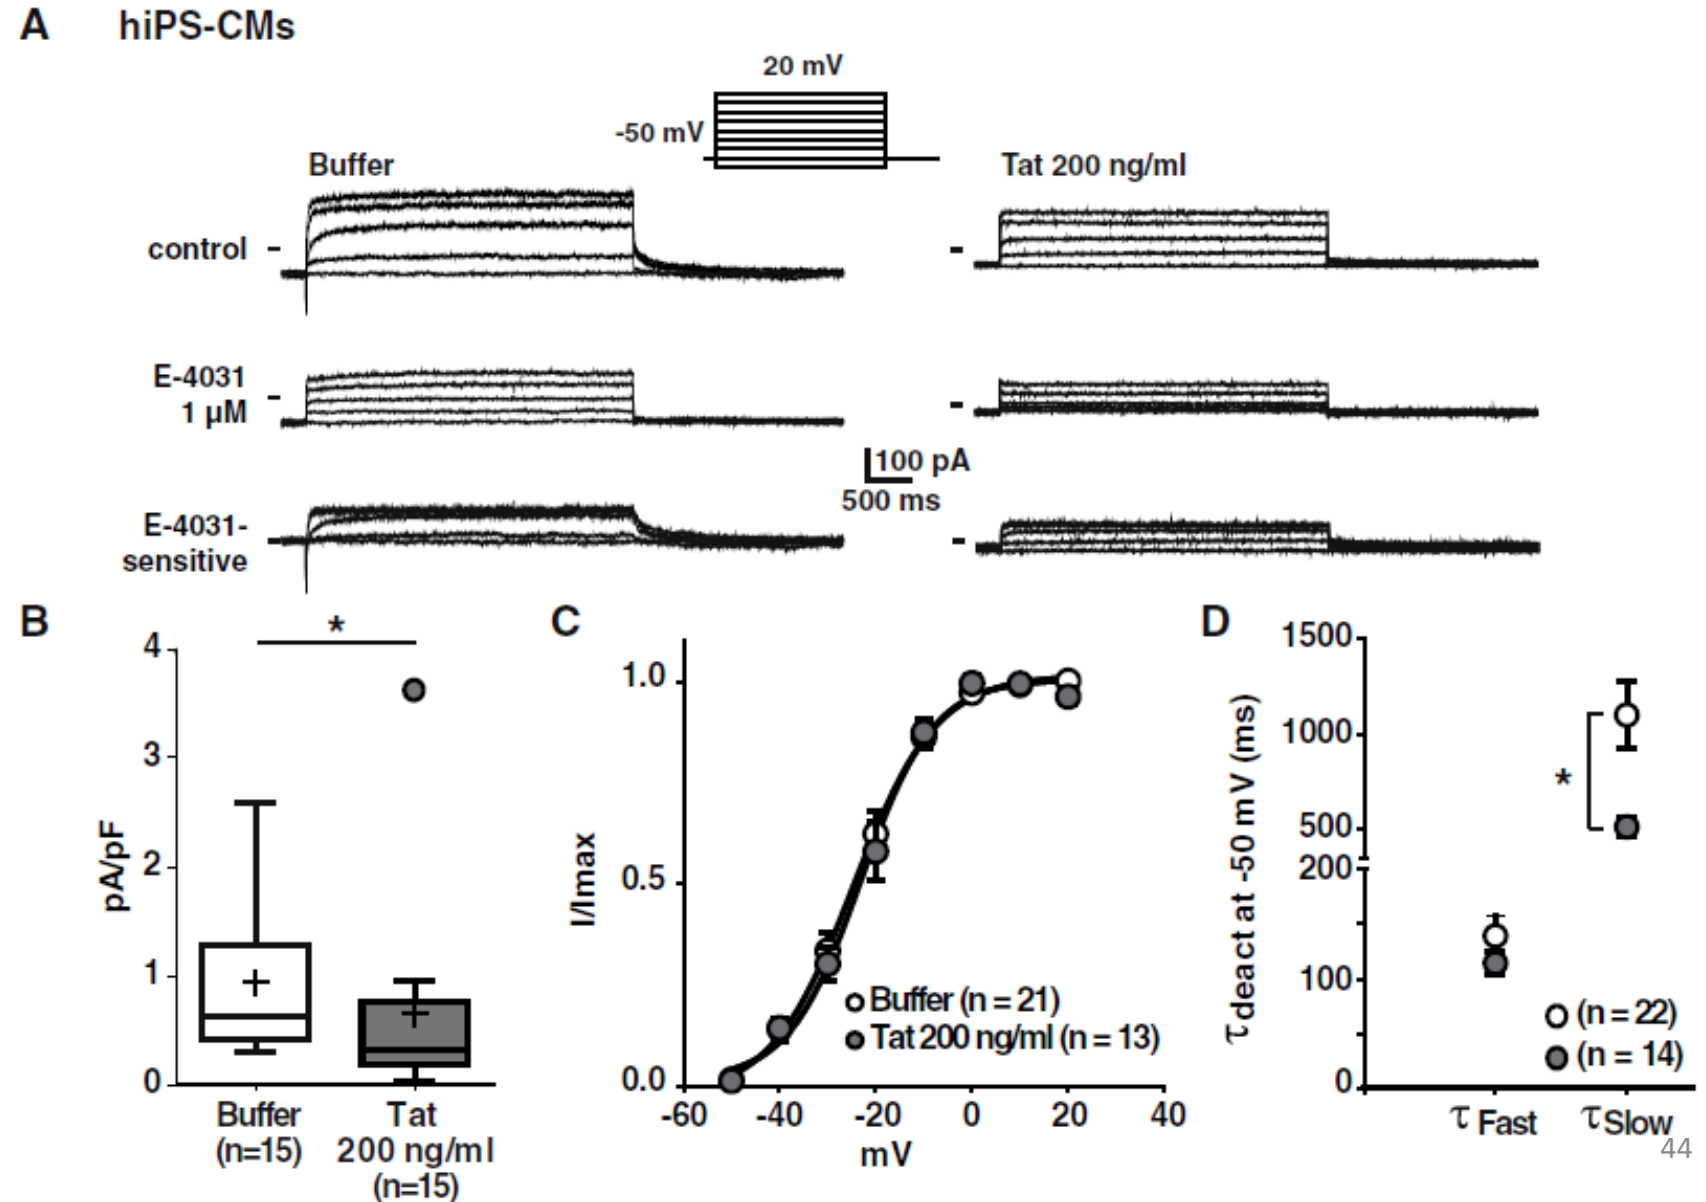 A hiPS-CMs
20 mV
-50 mV
Buffer
Tat 200 ng/ml
control
E-4031
1 µM
100 pA
500 ms
E-4031-
sensitive
B
*
4
3
2
1
0
pA/pF
Buffer
(n=15)
Tat
200 ng/ml
(n=15)
C
1.0
0.5
0.0
I/Imax
Buffer (n = 21)
Tat 200 ng/ml (n = 13)
-60 -40 -20 0 20 40
mV
D
1500
1000
500
200
100
0
τ deact at -50 mV (ms)
*
(n = 22)
(n = 14)
τ Fast τ Slow
44